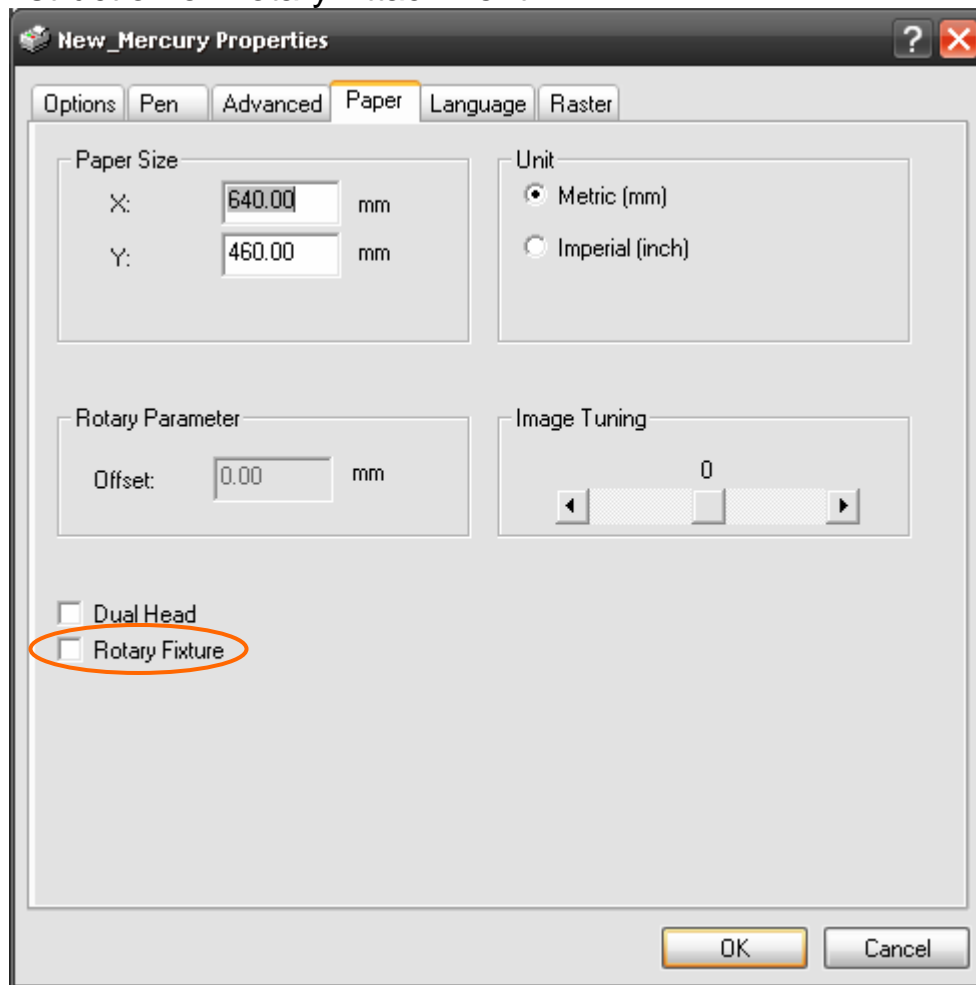 New_Mercury Properties
Options Pen Advanced Paper Language Raster
Paper Size
X: 640.00 mm
Y: 460.00 mm
Unit
Metric (mm)
Imperial (inch)
Rotary Parameter
Offset: 0.00 mm
Image Tuning
0
Dual Head
Rotary Fixture
OK Cancel